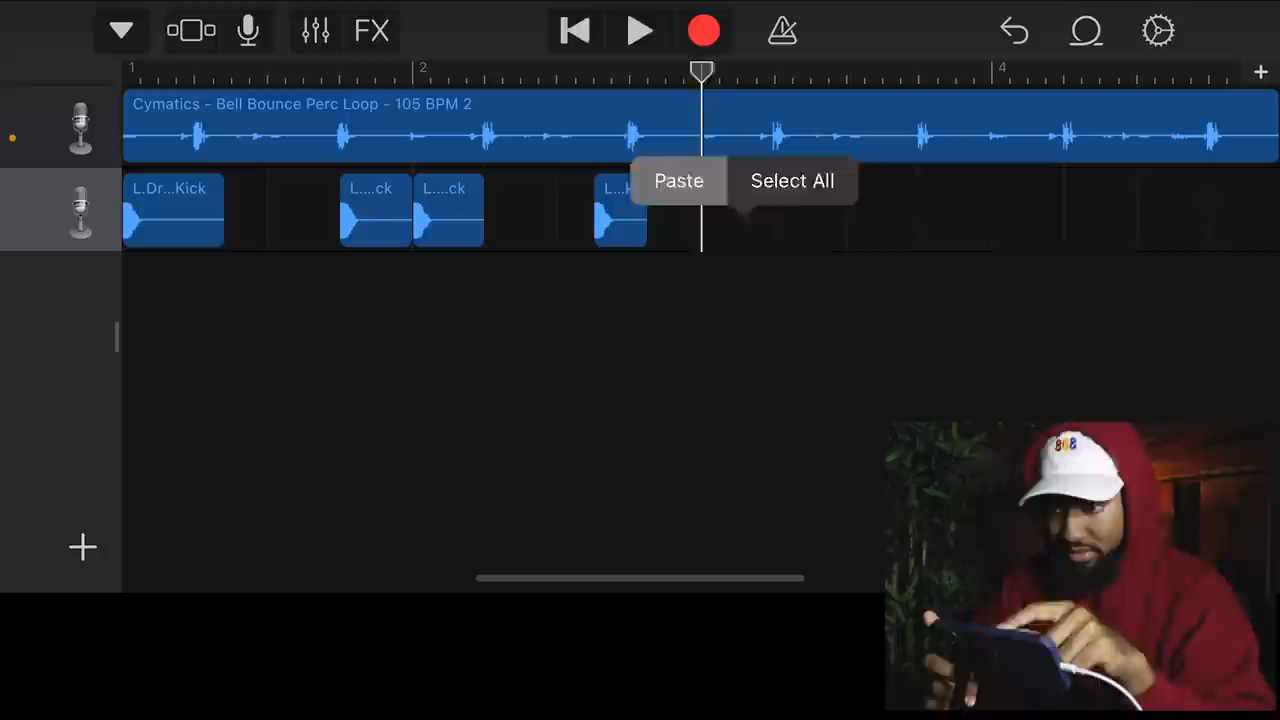 FX
1
2
4
Cymatics - Bell Bounce Perc Loop - 105 BPM 2
Paste
Select All
L.Dr...Kick
L....ck
L....ck
808